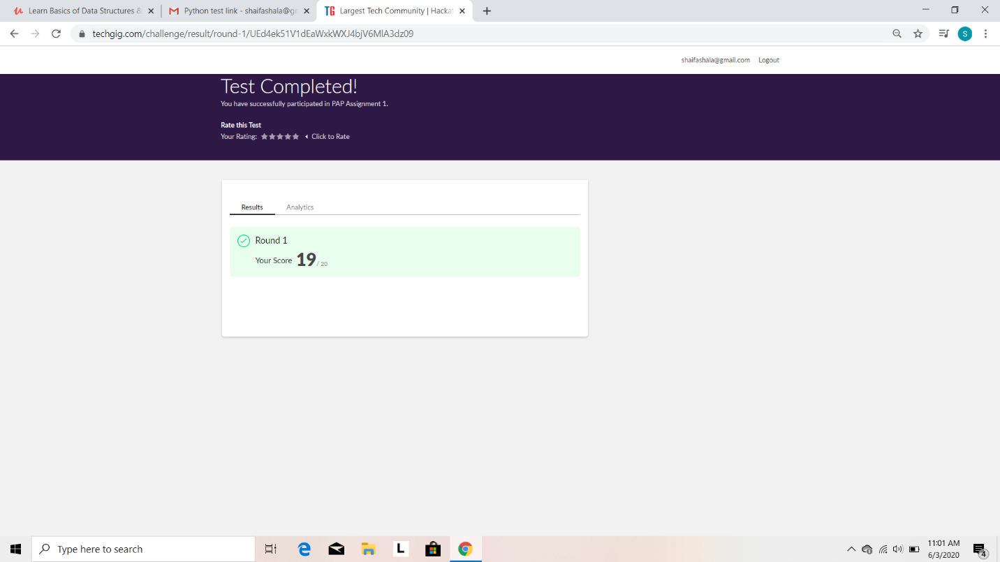 Learn Basics of Data Structures &
Python test link - shaifashala@gr
TG Largest Tech Community | Hacka
techgig.com/challenge/result/round-1/UEd4ek51V1dEaWxkWXJ4bjV6MlA3dz09
S
shaifashala@gmail.com Logout
Test Completed!
You have successfully participated in PAP Assignment 1.
Rate this Test
Your Rating: Click to Rate
Results Analytics
Round 1
Your Score 19 / 20
Type here to search
L
11:01 AM
6/3/2020
4